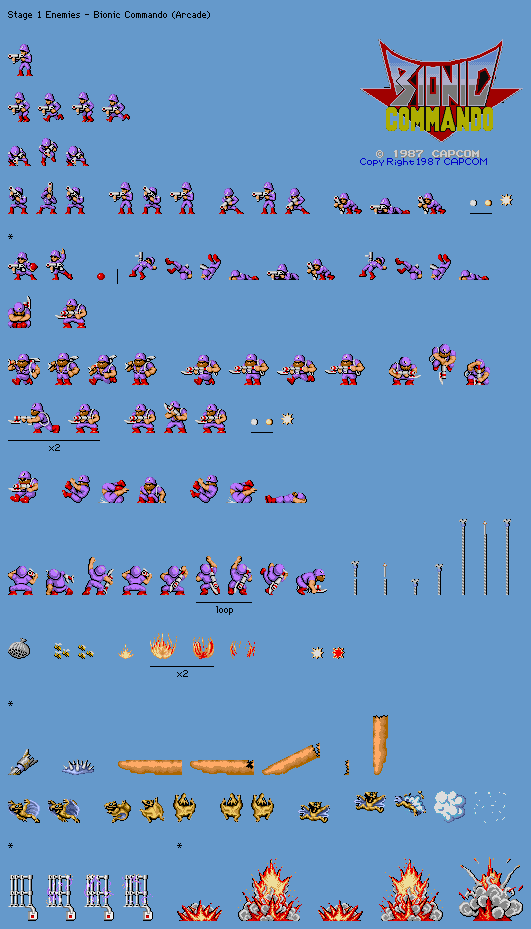 Stage 1 Enemies - Bionic Commando (Arcade)
BIONIC
COMMANDO
© 1987 CAPCOM
Copy Right 1987 CAPCOM
*
x2
loop
x2
*
* *